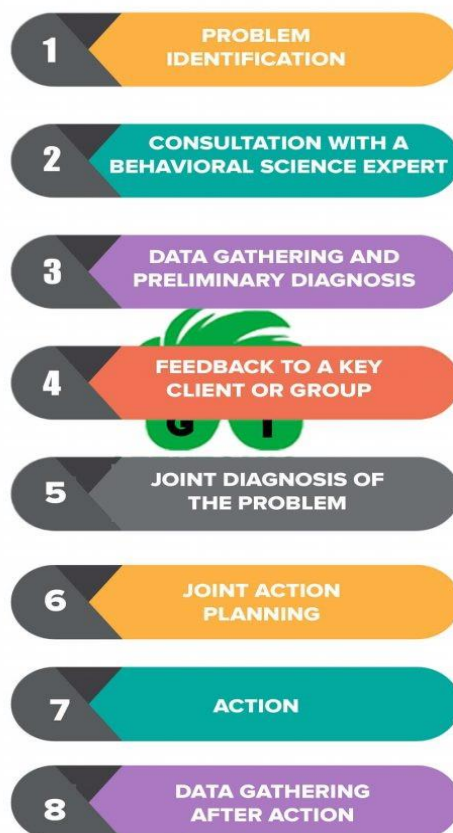 1
PROBLEM
IDENTIFICATION
2
CONSULTATION WITH A
BEHAVIORAL SCIENCE EXPERT
3
DATA GATHERING AND
PRELIMINARY DIAGNOSIS
4
FEEDBACK TO A KEY
CLIENT OR GROUP
G I
5
JOINT DIAGNOSIS OF
THE PROBLEM
6
JOINT ACTION
PLANNING
7
ACTION
8
DATA GATHERING
AFTER ACTION